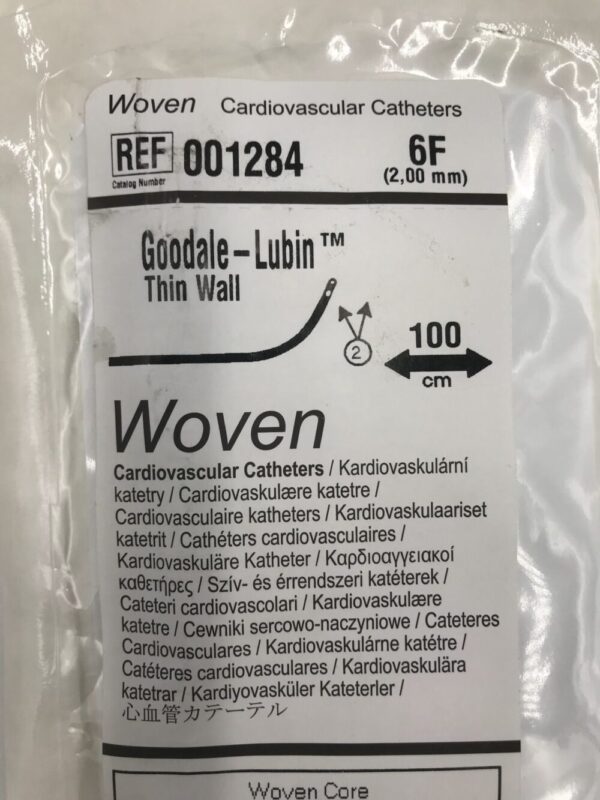 Woven Cardiovascular Catheters
REF 001284 6F
Catalog Number (2,00 mm)
Goodale–Lubin™
Thin Wall
2
100
cm
Woven
Cardiovascular Catheters / Kardiovaskulární
katetry / Cardiovaskulære katetre /
Cardiovasculaire katheters / Kardiovaskulaariset
katetrit / Cathéters cardiovasculaires /
Kardiovaskuläre Katheter / Καρδιοαγγειακοί
καθετήρες / Szív- és érrendszeri katéterek /
Cateteri cardiovascolari / Kardiovaskulære
katetre / Cewniki sercowo-naczyniowe / Cateteres
Cardiovasculares / Kardiovaskulárne katétre /
Catéteres cardiovasculares / Kardiovaskulära
katetrar / Kardiyovasküler Kateterler /
心血管カテーテル
Woven Core